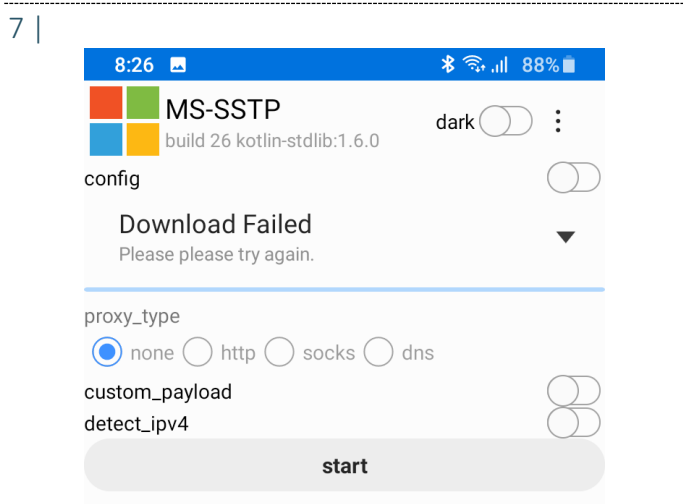 7 |
8:26 88%
MS-SSTP
dark
build 26 kotlin-stdlib:1.6.0
config
Download Failed
Please please try again.
proxy_type
none http socks dns
custom_payload
detect_ipv4
start